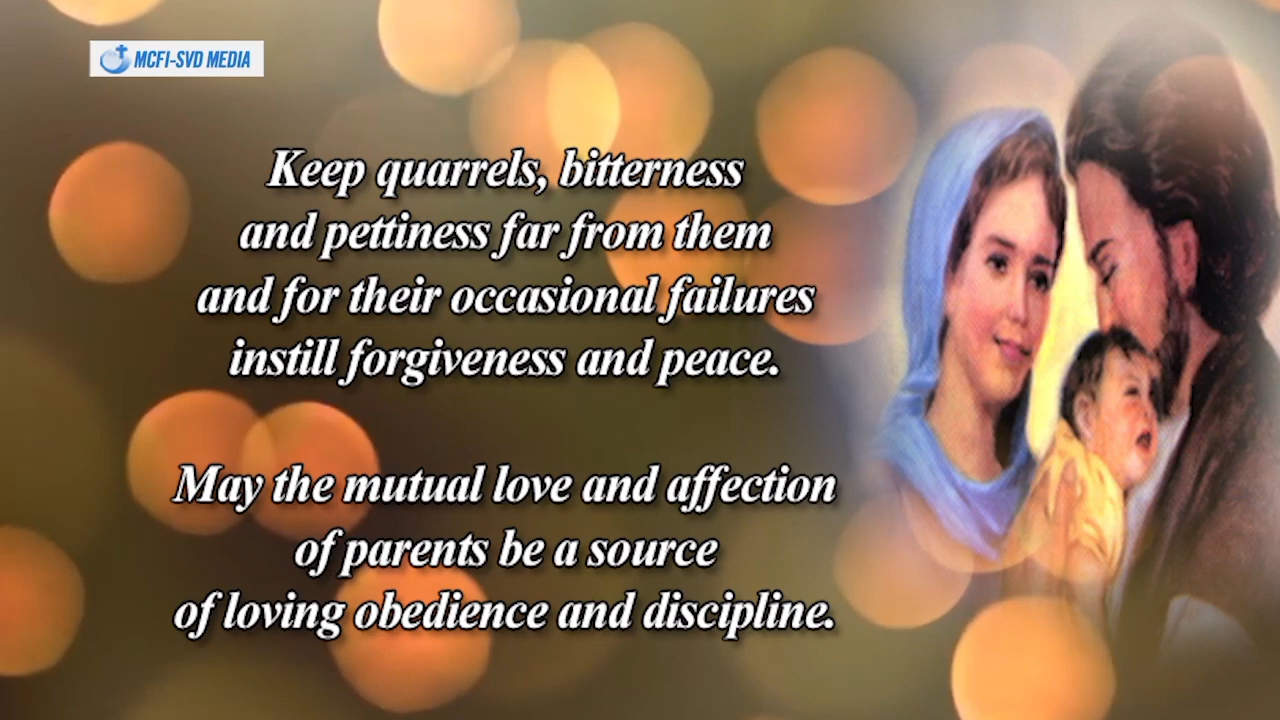 MCFI-SVD MEDIA
Keep quarrels, bitterness
and pettiness far from them
and for their occasional failures
instill forgiveness and peace.
May the mutual love and affection
of parents be a source
of loving obedience and discipline.